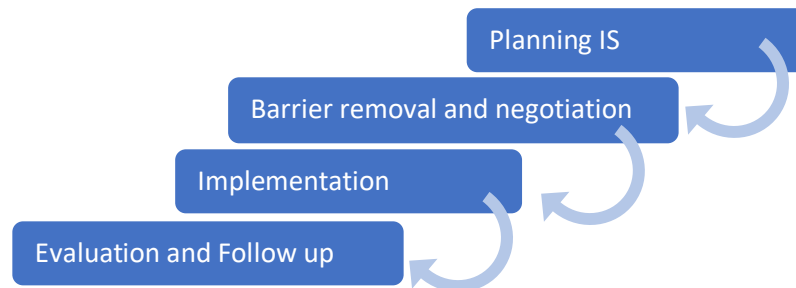 Planning IS
Barrier removal and negotiation
Implementation
Evaluation and Follow up